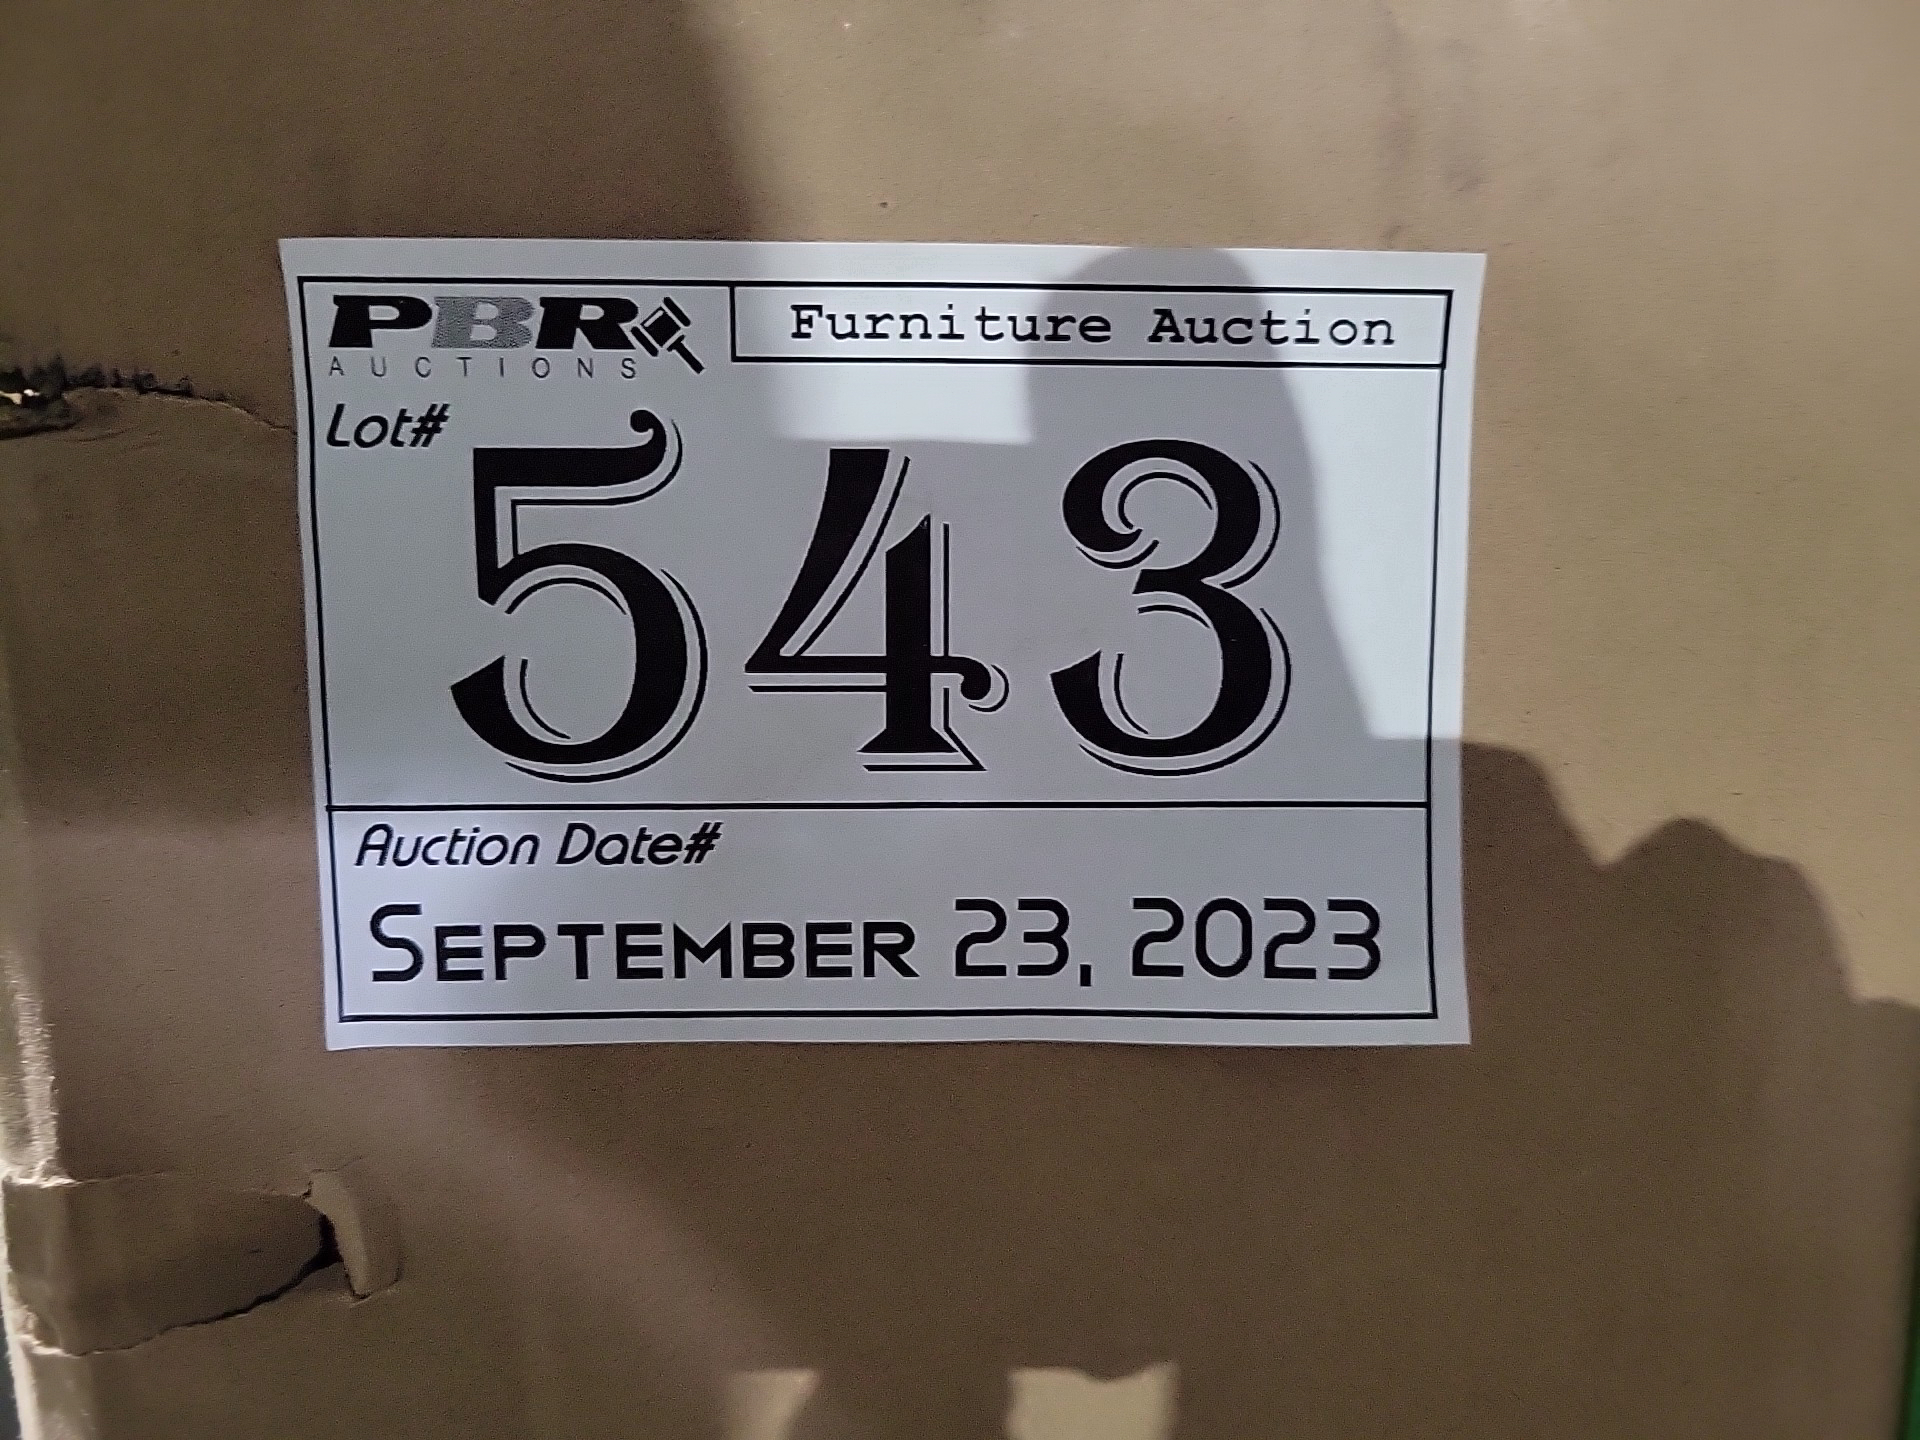 PBR
AUCTIONS
Furniture Auction
Lot#
543
Auction Date#
SEPTEMBER 23, 2023